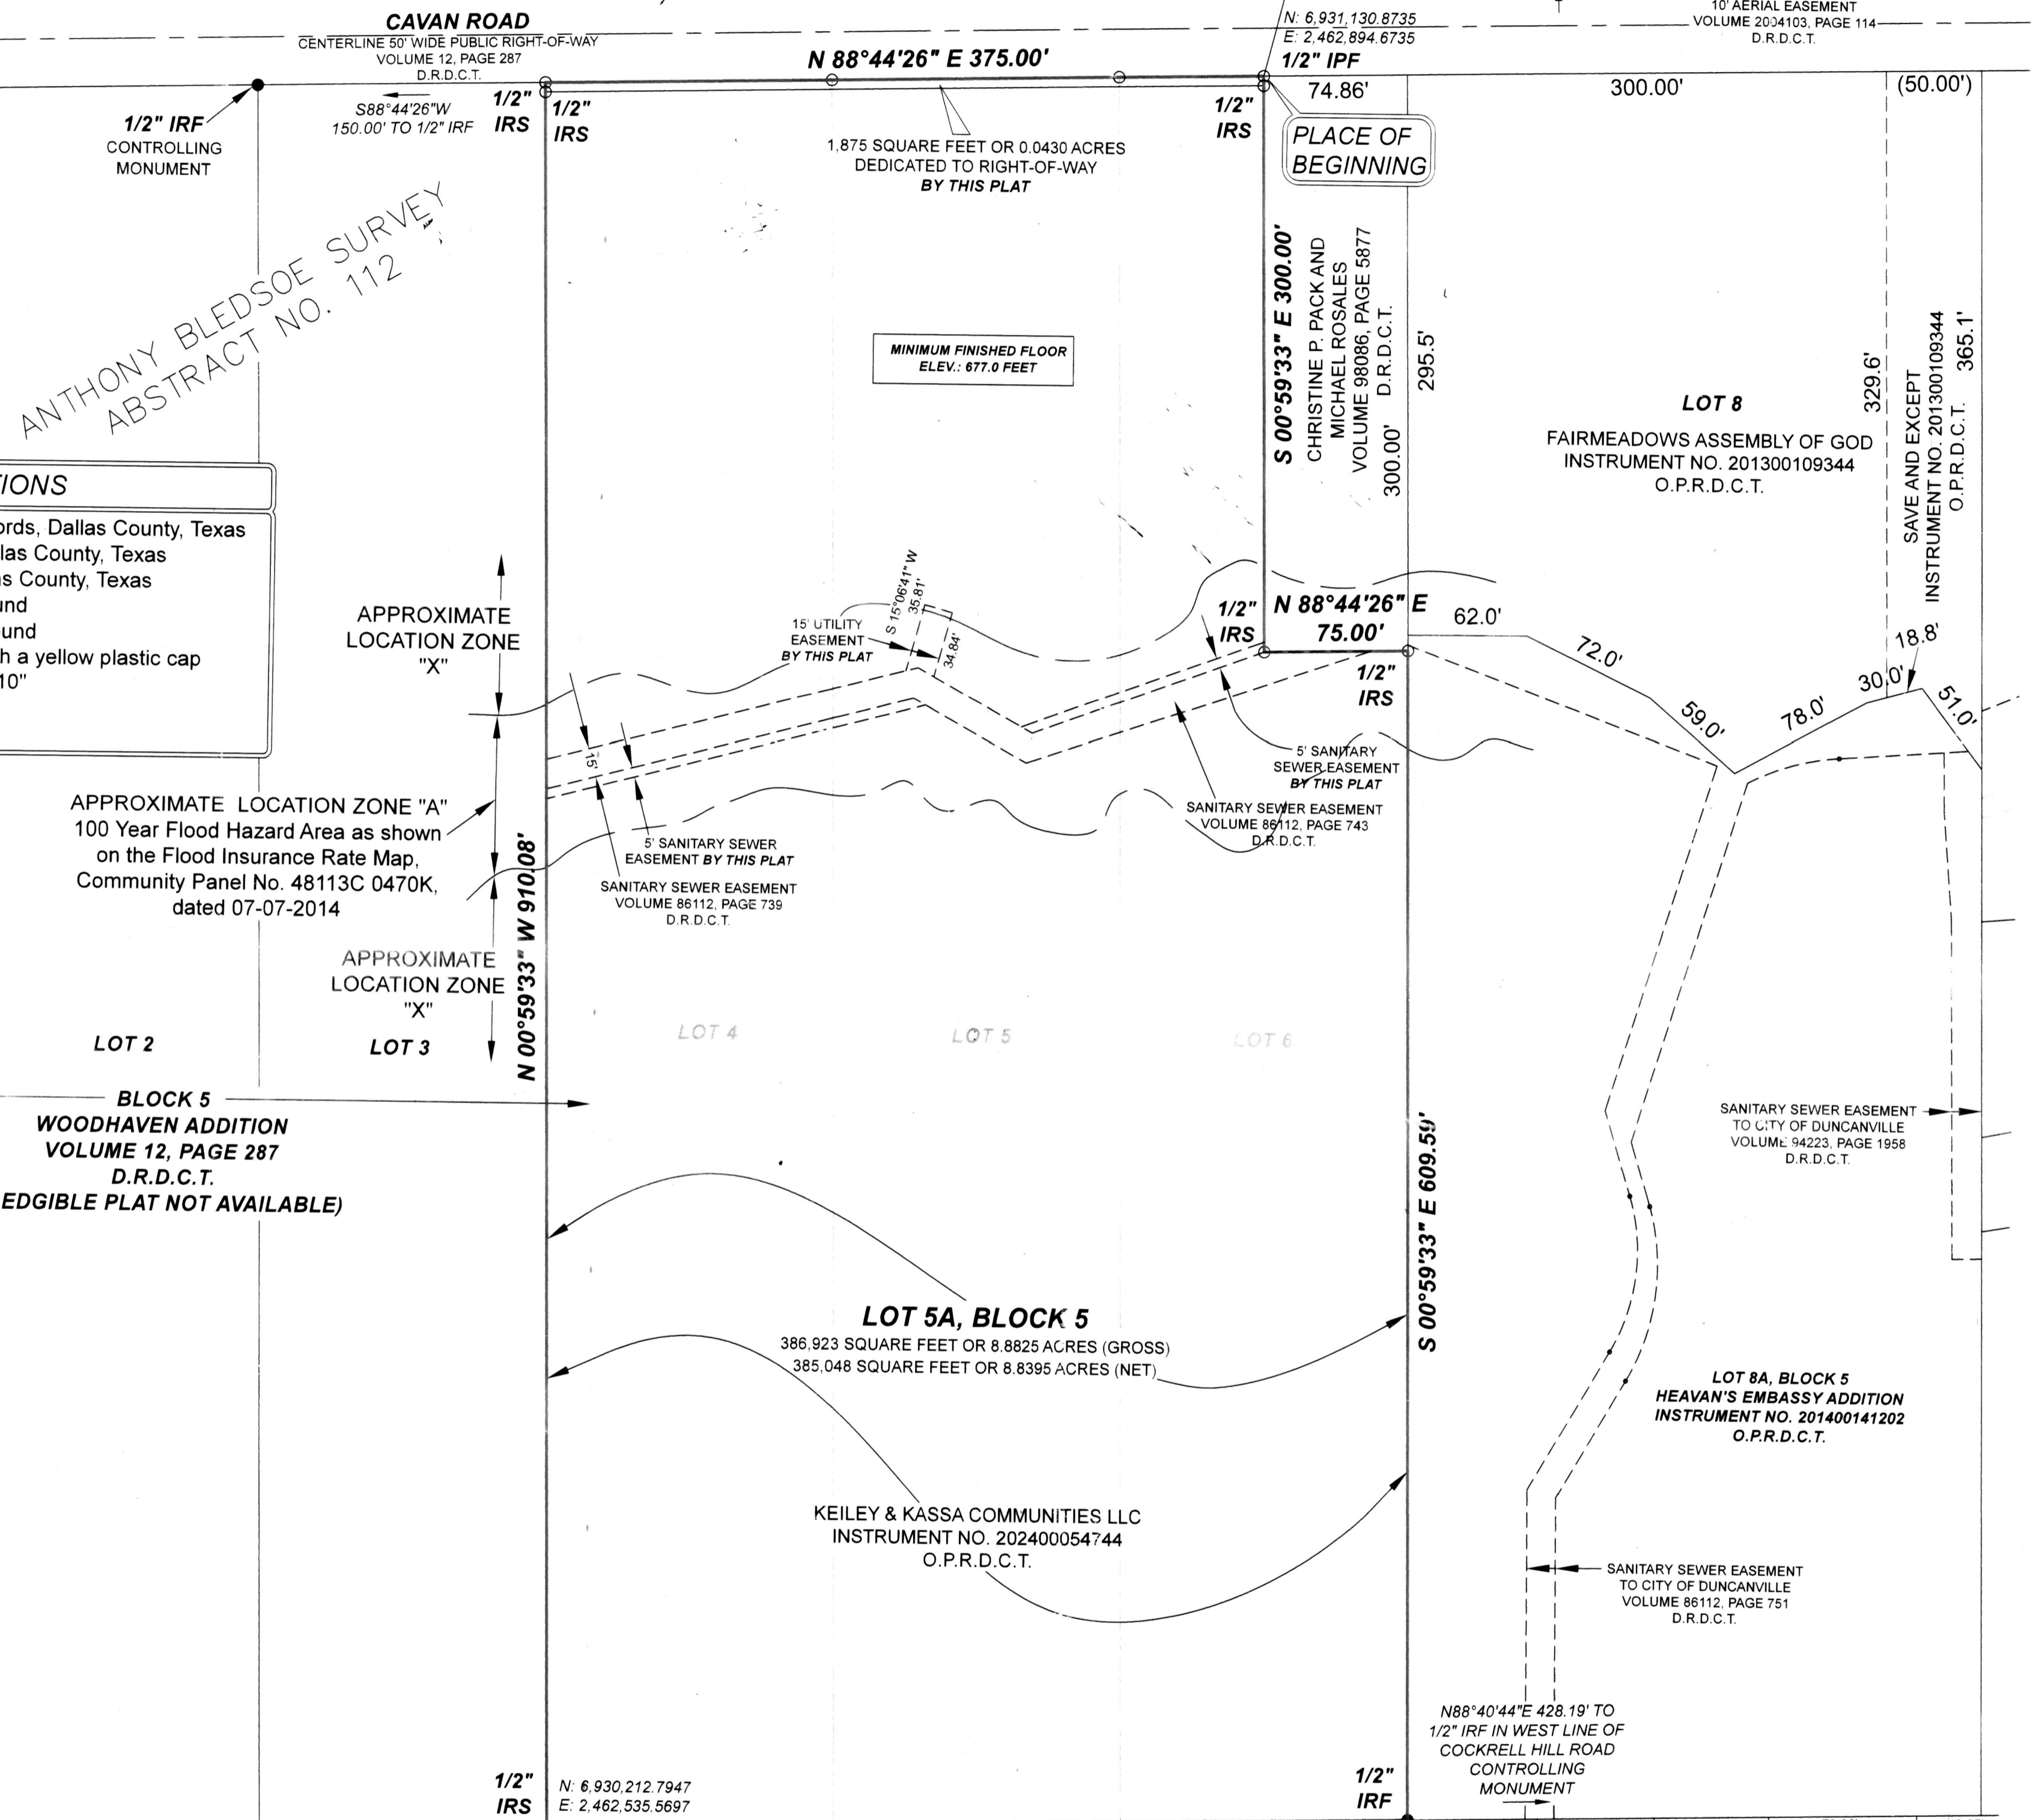 CAVAN ROAD
CENTERLINE 50' WIDE PUBLIC RIGHT-OF-WAY
VOLUME 12, PAGE 287
D.R.D.C.T.
N 88°44'26" E 375.00'
N: 6,931,130.8735
E: 2,462,894.6735
1/2" IPF
10' AERIAL EASEMENT
VOLUME 2004103, PAGE 114
D.R.D.C.T.
74.86'
300.00'
(50.00')
1/2" IRF
CONTROLLING
MONUMENT
S88°44'26"W
150.00' TO 1/2" IRF
1/2"
IRS
1/2"
IRS
1,875 SQUARE FEET OR 0.0430 ACRES
DEDICATED TO RIGHT-OF-WAY
BY THIS PLAT
1/2"
IRS
PLACE OF
BEGINNING
ANTHONY BLEDSOE SURVEY
ABSTRACT NO. 112
MINIMUM FINISHED FLOOR
ELEV.: 677.0 FEET
S 00°59'33" E 300.00'
CHRISTINE P. PACK AND
MICHAEL ROSALES
VOLUME 98086, PAGE 5877
D.R.D.C.T.
300.00'
295.5'
LOT 8
FAIRMEADOWS ASSEMBLY OF GOD
INSTRUMENT NO. 201300109344
O.P.R.D.C.T.
329.6'
SAVE AND EXCEPT
INSTRUMENT NO. 201300109344
O.P.R.D.C.T.
365.1'
IONS
ords, Dallas County, Texas
las County, Texas
s County, Texas
und
ound
h a yellow plastic cap
10"
APPROXIMATE
LOCATION ZONE
"X"
15' UTILITY
EASEMENT
BY THIS PLAT
S 15°06'41" W
35.81'
34.84'
1/2"
IRS
N 88°44'26" E
75.00'
1/2"
IRS
62.0'
72.0'
59.0'
78.0'
30.0'
18.8'
51.0'
15'
5' SANITARY
SEWER EASEMENT
BY THIS PLAT
SANITARY SEWER EASEMENT
VOLUME 86112, PAGE 743
D.R.D.C.T.
APPROXIMATE LOCATION ZONE "A"
100 Year Flood Hazard Area as shown
on the Flood Insurance Rate Map,
Community Panel No. 48113C 0470K,
dated 07-07-2014
5' SANITARY SEWER
EASEMENT BY THIS PLAT
SANITARY SEWER EASEMENT
VOLUME 86112, PAGE 739
D.R.D.C.T.
N 00°59'33" W 910.08'
APPROXIMATE
LOCATION ZONE
"X"
LOT 2
LOT 3
LOT 4
LOT 5
LOT 6
BLOCK 5
WOODHAVEN ADDITION
VOLUME 12, PAGE 287
D.R.D.C.T.
EDGIBLE PLAT NOT AVAILABLE)
SANITARY SEWER EASEMENT
TO CITY OF DUNCANVILLE
VOLUME 94223, PAGE 1958
D.R.D.C.T.
S 00°59'33" E 609.59'
LOT 5A, BLOCK 5
386,923 SQUARE FEET OR 8.8825 ACRES (GROSS)
385,048 SQUARE FEET OR 8.8395 ACRES (NET)
LOT 8A, BLOCK 5
HEAVAN'S EMBASSY ADDITION
INSTRUMENT NO. 201400141202
O.P.R.D.C.T.
KEILEY & KASSA COMMUNITIES LLC
INSTRUMENT NO. 202400054744
O.P.R.D.C.T.
SANITARY SEWER EASEMENT
TO CITY OF DUNCANVILLE
VOLUME 86112, PAGE 751
D.R.D.C.T.
N88°40'44"E 428.19' TO
1/2" IRF IN WEST LINE OF
COCKRELL HILL ROAD
CONTROLLING
MONUMENT
1/2"
IRS
N: 6,930,212.7947
E: 2,462,535.5697
1/2"
IRF